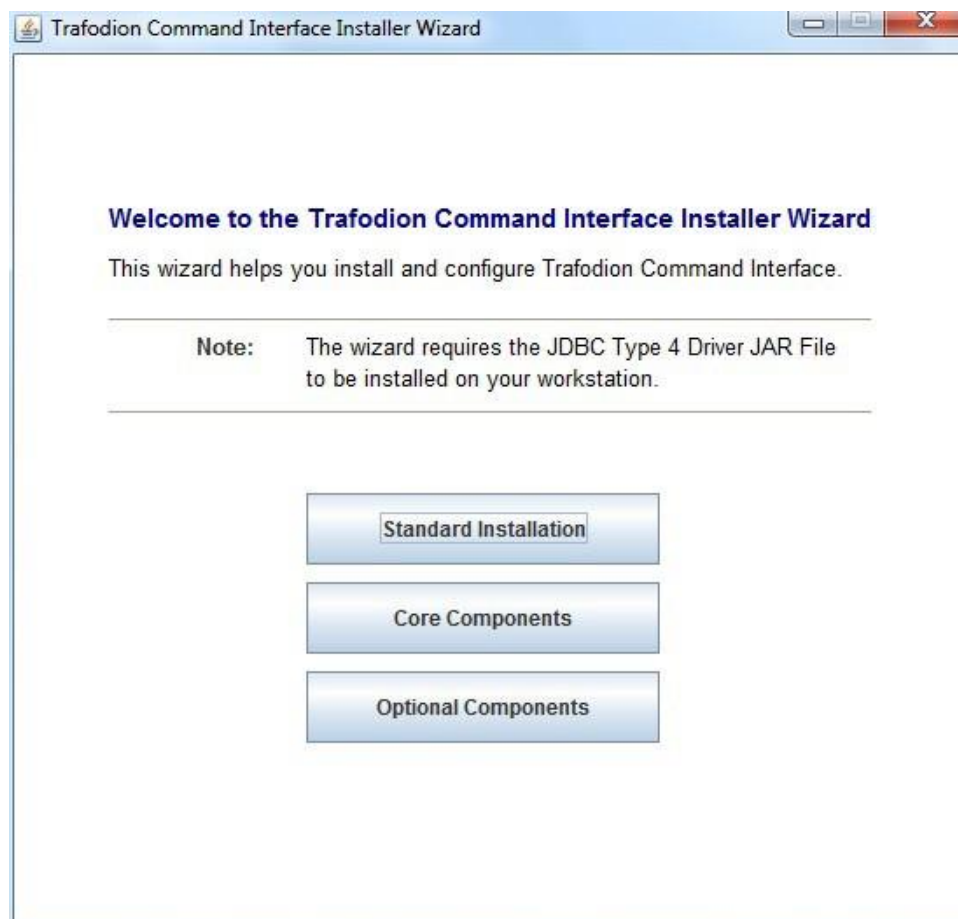 Trafodion Command Interface Installer Wizard
Welcome to the Trafodion Command Interface Installer Wizard
This wizard helps you install and configure Trafodion Command Interface.
Note: The wizard requires the JDBC Type 4 Driver JAR File
to be installed on your workstation.
Standard Installation
Core Components
Optional Components